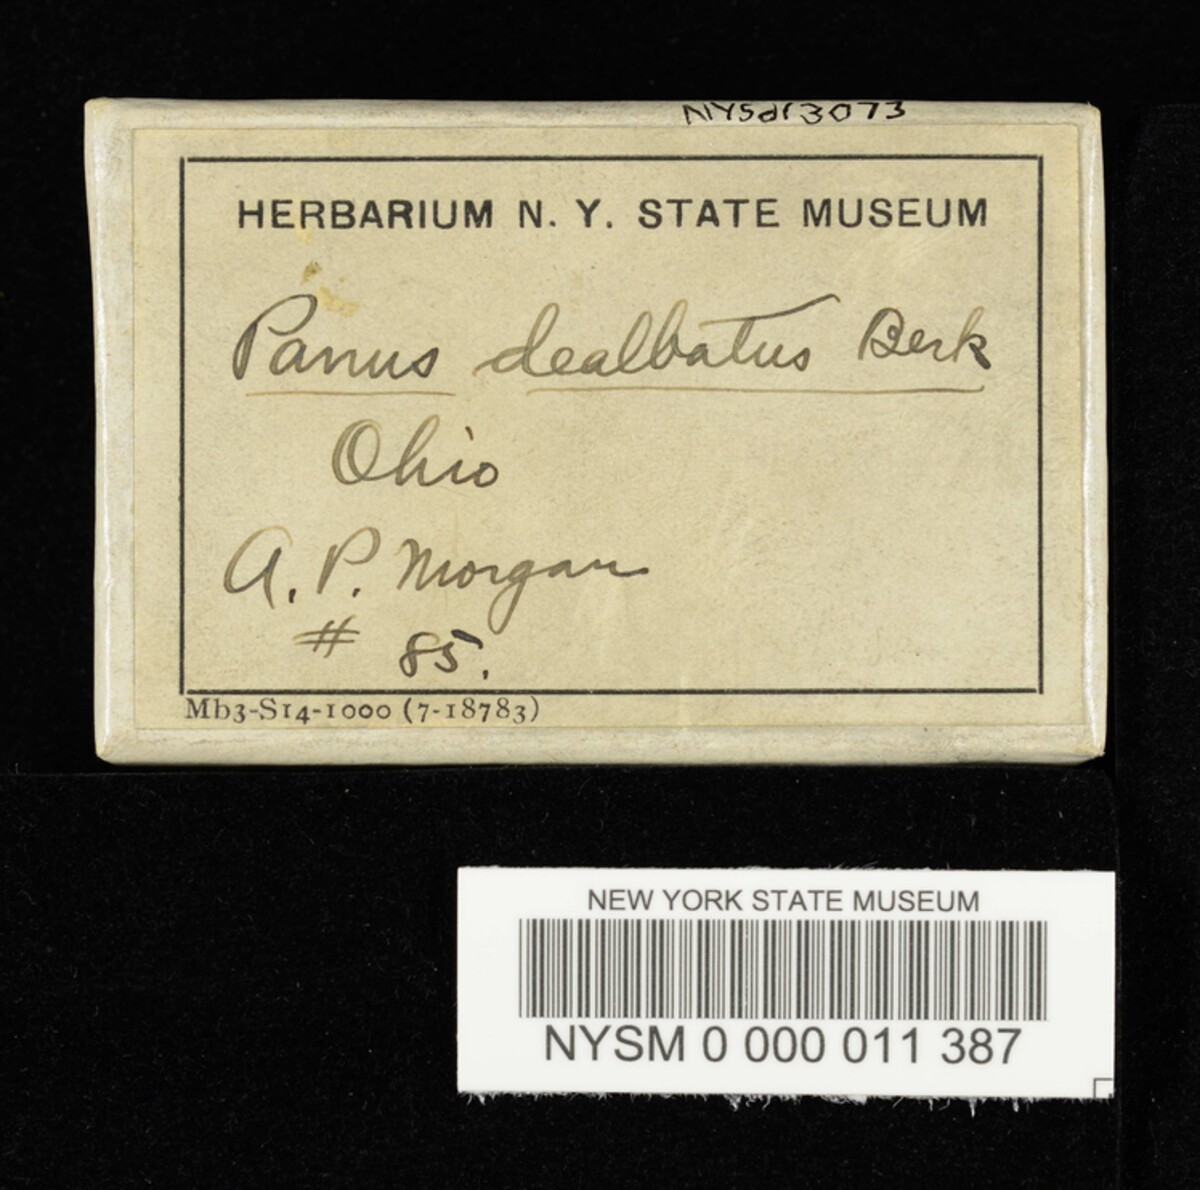 NYSdf3073
HERBARIUM N. Y. STATE MUSEUM
Panus dealbatus Berk
Ohio
A. P. Morgan
# 85.
Mb3-S14-1000 (7-18783)
NEW YORK STATE MUSEUM
NYSM 0 000 011 387